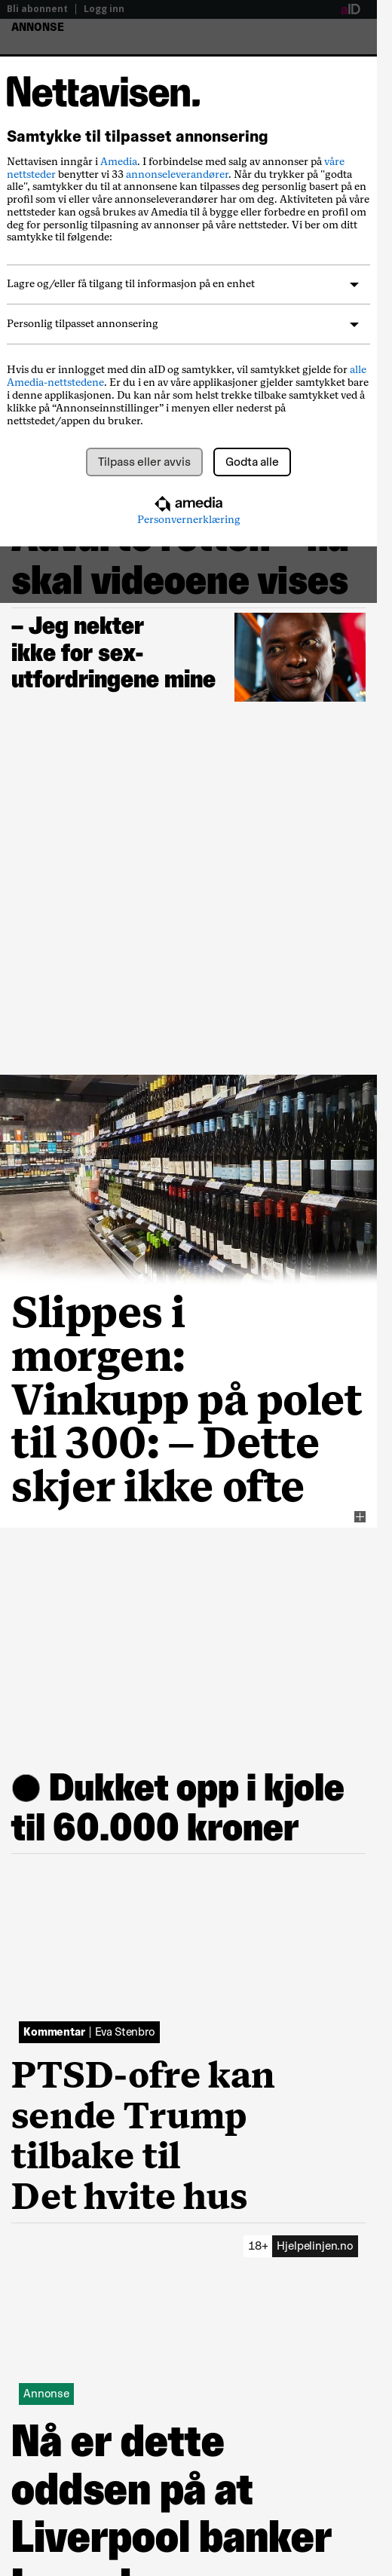 Bli abonnent | Logg inn
aID
ANNONSE
Nettavisen.
Samtykke til tilpasset annonsering
Nettavisen inngår i Amedia. I forbindelse med salg av annonser på våre
nettsteder benytter vi 33 annonseleverandører. Når du trykker på "godta
alle", samtykker du til at annonsene kan tilpasses deg personlig basert på en
profil som vi eller våre annonseleverandører har om deg. Aktiviteten på våre
nettsteder kan også brukes av Amedia til å bygge eller forbedre en profil om
deg for personlig tilpasning av annonser på våre nettsteder. Vi ber om ditt
samtykke til følgende:
Lagre og/eller få tilgang til informasjon på en enhet
Personlig tilpasset annonsering
Hvis du er innlogget med din aID og samtykker, vil samtykket gjelde for alle
Amedia-nettstedene. Er du i en av våre applikasjoner gjelder samtykket bare
i denne applikasjonen. Du kan når som helst trekke tilbake samtykket ved å
klikke på “Annonseinnstillinger” i menyen eller nederst på
nettstedet/appen du bruker.
Tilpass eller avvis
Godta alle
amedia
Personvernerklæring
skal videoene vises
– Jeg nekter
ikke for sex-
utfordringene mine
Slippes i
morgen:
Vinkupp på polet
til 300: – Dette
skjer ikke ofte
Dukket opp i kjole
til 60.000 kroner
Kommentar | Eva Stenbro
PTSD-ofre kan
sende Trump
tilbake til
Det hvite hus
18+ Hjelpelinjen.no
Annonse
Nå er dette
oddsen på at
Liverpool banker